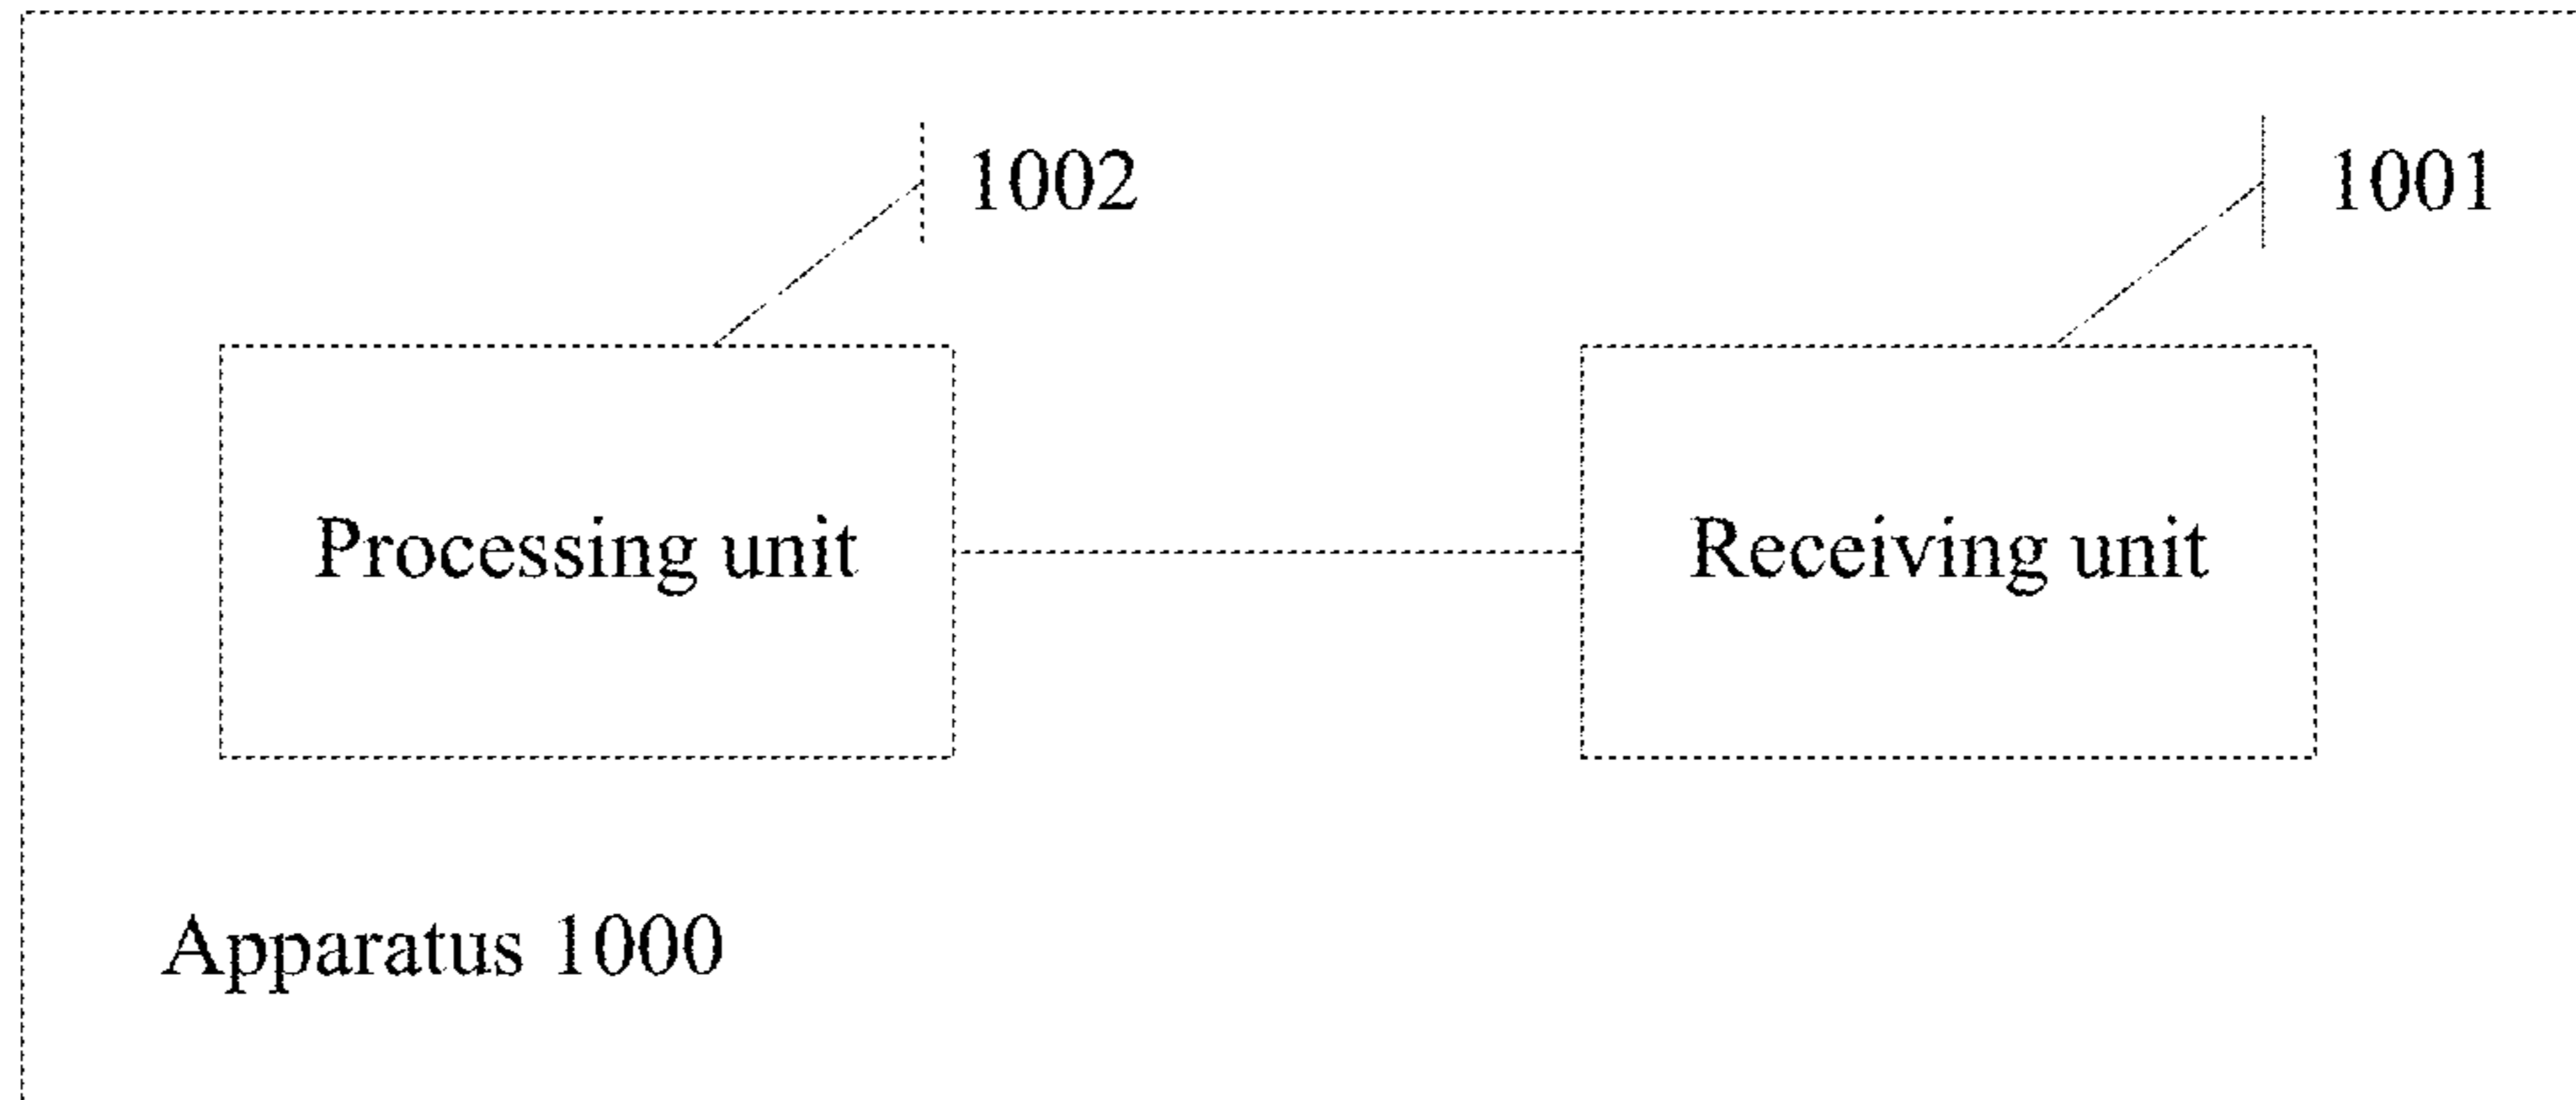 1002
1001
Processing unit
Receiving unit
Apparatus 1000